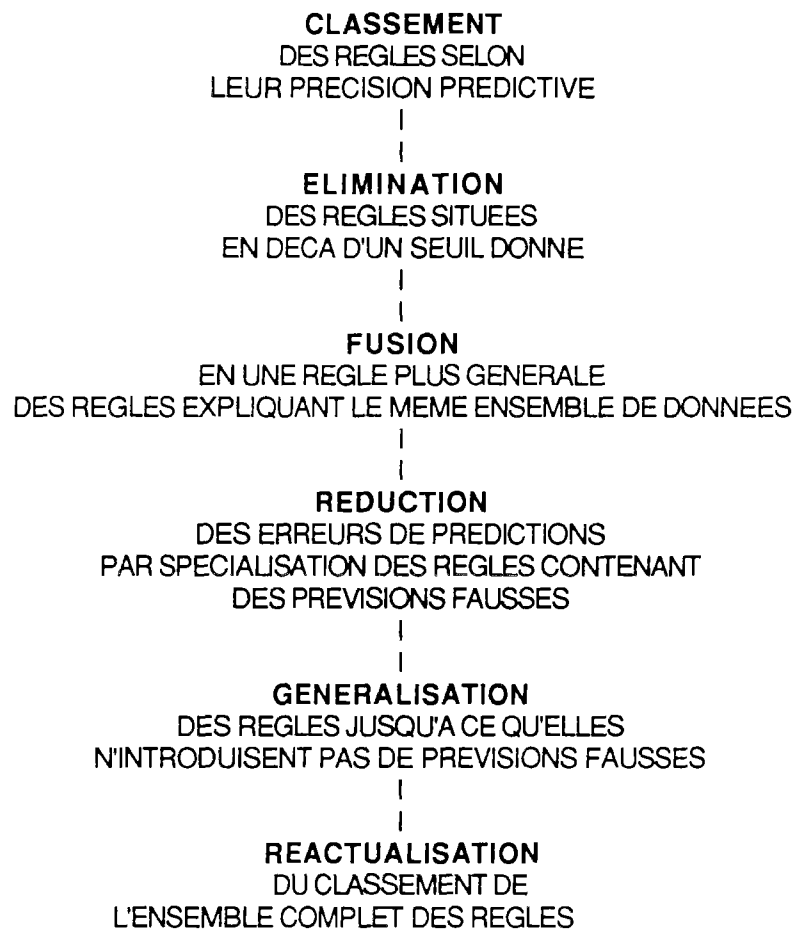 CLASSEMENT
DES REGLES SELON
LEUR PRECISION PREDICTIVE
ELIMINATION
DES REGLES SITUEES
EN DECA D'UN SEUIL DONNE
FUSION
EN UNE REGLE PLUS GENERALE
DES REGLES EXPLIQUANT LE MEME ENSEMBLE DE DONNEES
REDUCTION
DES ERREURS DE PREDICTIONS
PAR SPECIALISATION DES REGLES CONTENANT
DES PREVISIONS FAUSSES
GENERALISATION
DES REGLES JUSQU'A CE QU'ELLES
N'INTRODUISENT PAS DE PREVISIONS FAUSSES
REACTUALISATION
DU CLASSEMENT DE
L'ENSEMBLE COMPLET DES REGLES